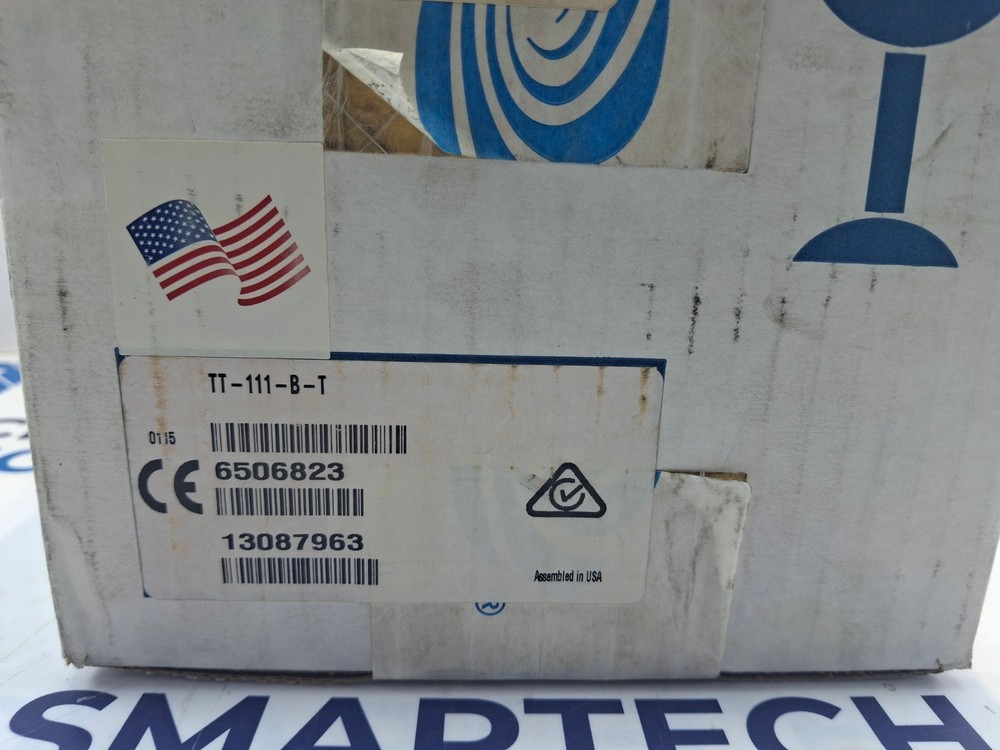 TT-111-B-T
0115
CE
6506823
13087963
Assembled in USA
SMARTECH